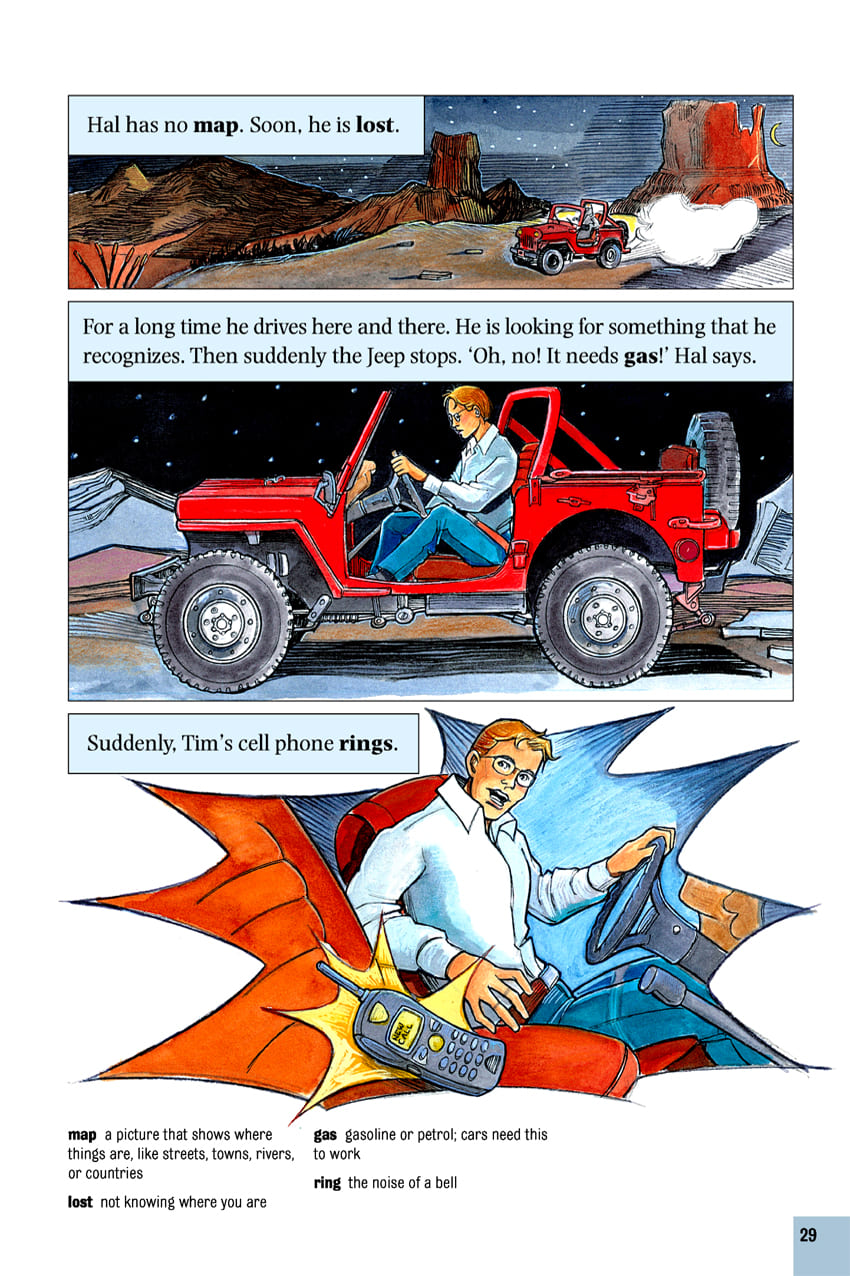 Hal has no map. Soon, he is lost.
For a long time he drives here and there. He is looking for something that he
recognizes. Then suddenly the Jeep stops. ‘Oh, no! It needs gas!’ Hal says.
Suddenly, Tim’s cell phone rings.
NEW
CALL
map a picture that shows where
things are, like streets, towns, rivers,
or countries
lost not knowing where you are
gas gasoline or petrol; cars need this
to work
ring the noise of a bell
29